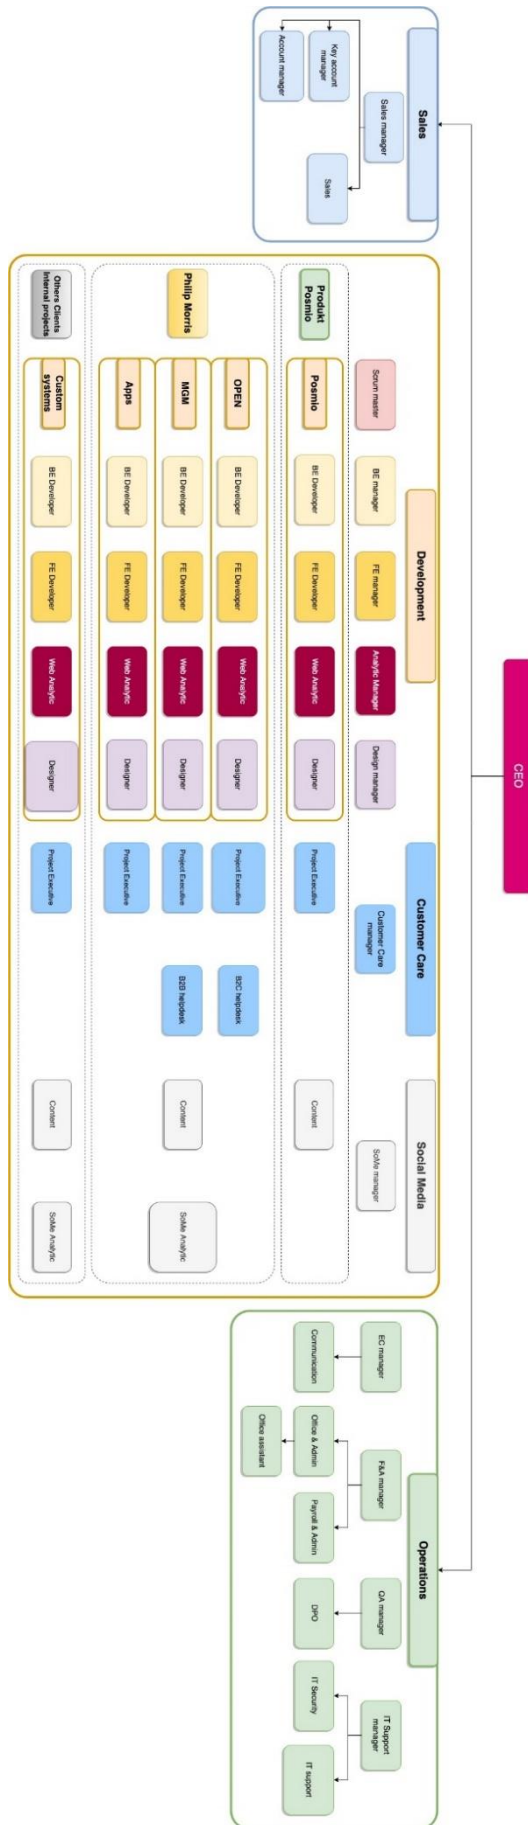 CEO
Sales
Sales manager
Key account
manager
Account manager
Sales
Development
Customer Care
Social Media
Scrum master
BE manager
FE manager
Analytic Manager
Design manager
Customer Care
manager
SoMe manager
Produkt
Posmio
Posmio
BE Developer
FE Developer
Web Analytic
Designer
Project Executive
Content
Philip Morris
OPEN
BE Developer
FE Developer
Web Analytic
Designer
Project Executive
B2C helpdesk
MGM
BE Developer
FE Developer
Web Analytic
Designer
Project Executive
B2B helpdesk
Content
SoMe Analytic
Apps
BE Developer
FE Developer
Web Analytic
Designer
Project Executive
Others Clients
Internal projects
Custom
systems
BE Developer
FE Developer
Web Analytic
Designer
Project Executive
Content
SoMe Analytic
Operations
EC manager
F&A manager
QA manager
IT Support
manager
Communication
Office & Admin
Payroll & Admin
DPO
IT Security
IT support
Office assistant